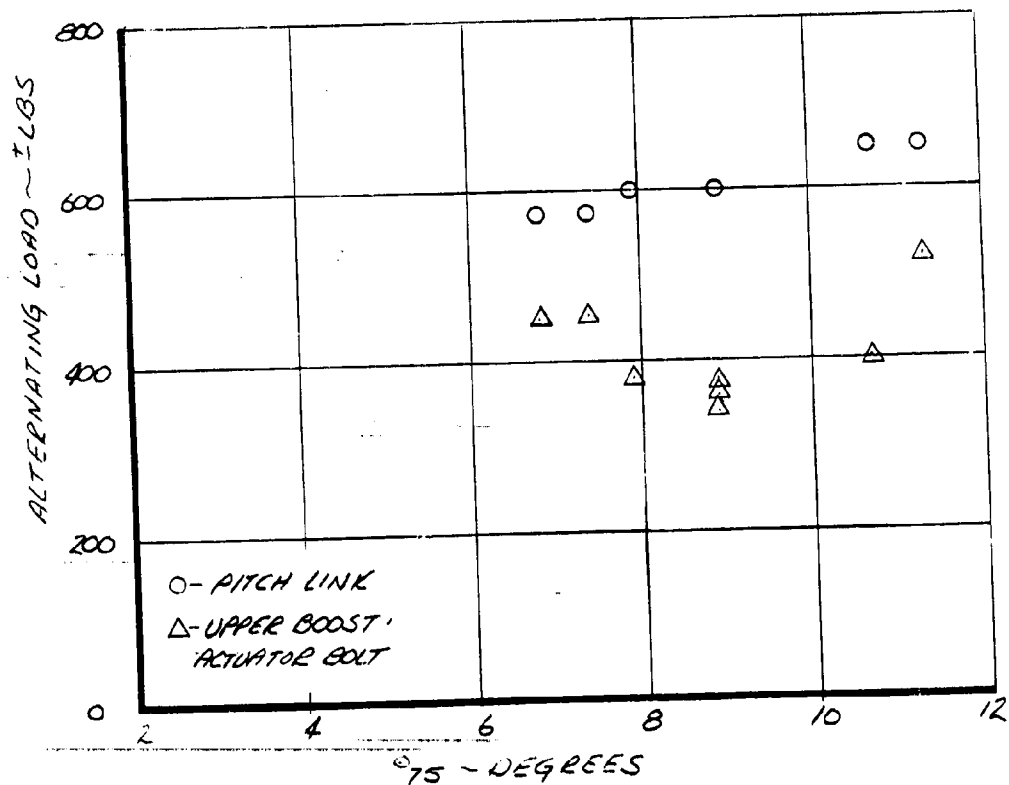 800
600
400
200
0
ALTERNATING LOAD ~ ± LBS
○- PITCH LINK
△- UPPER BOOST
ACTUATOR BOLT
2 4 6 8 10 12
θ75 ~ DEGREES